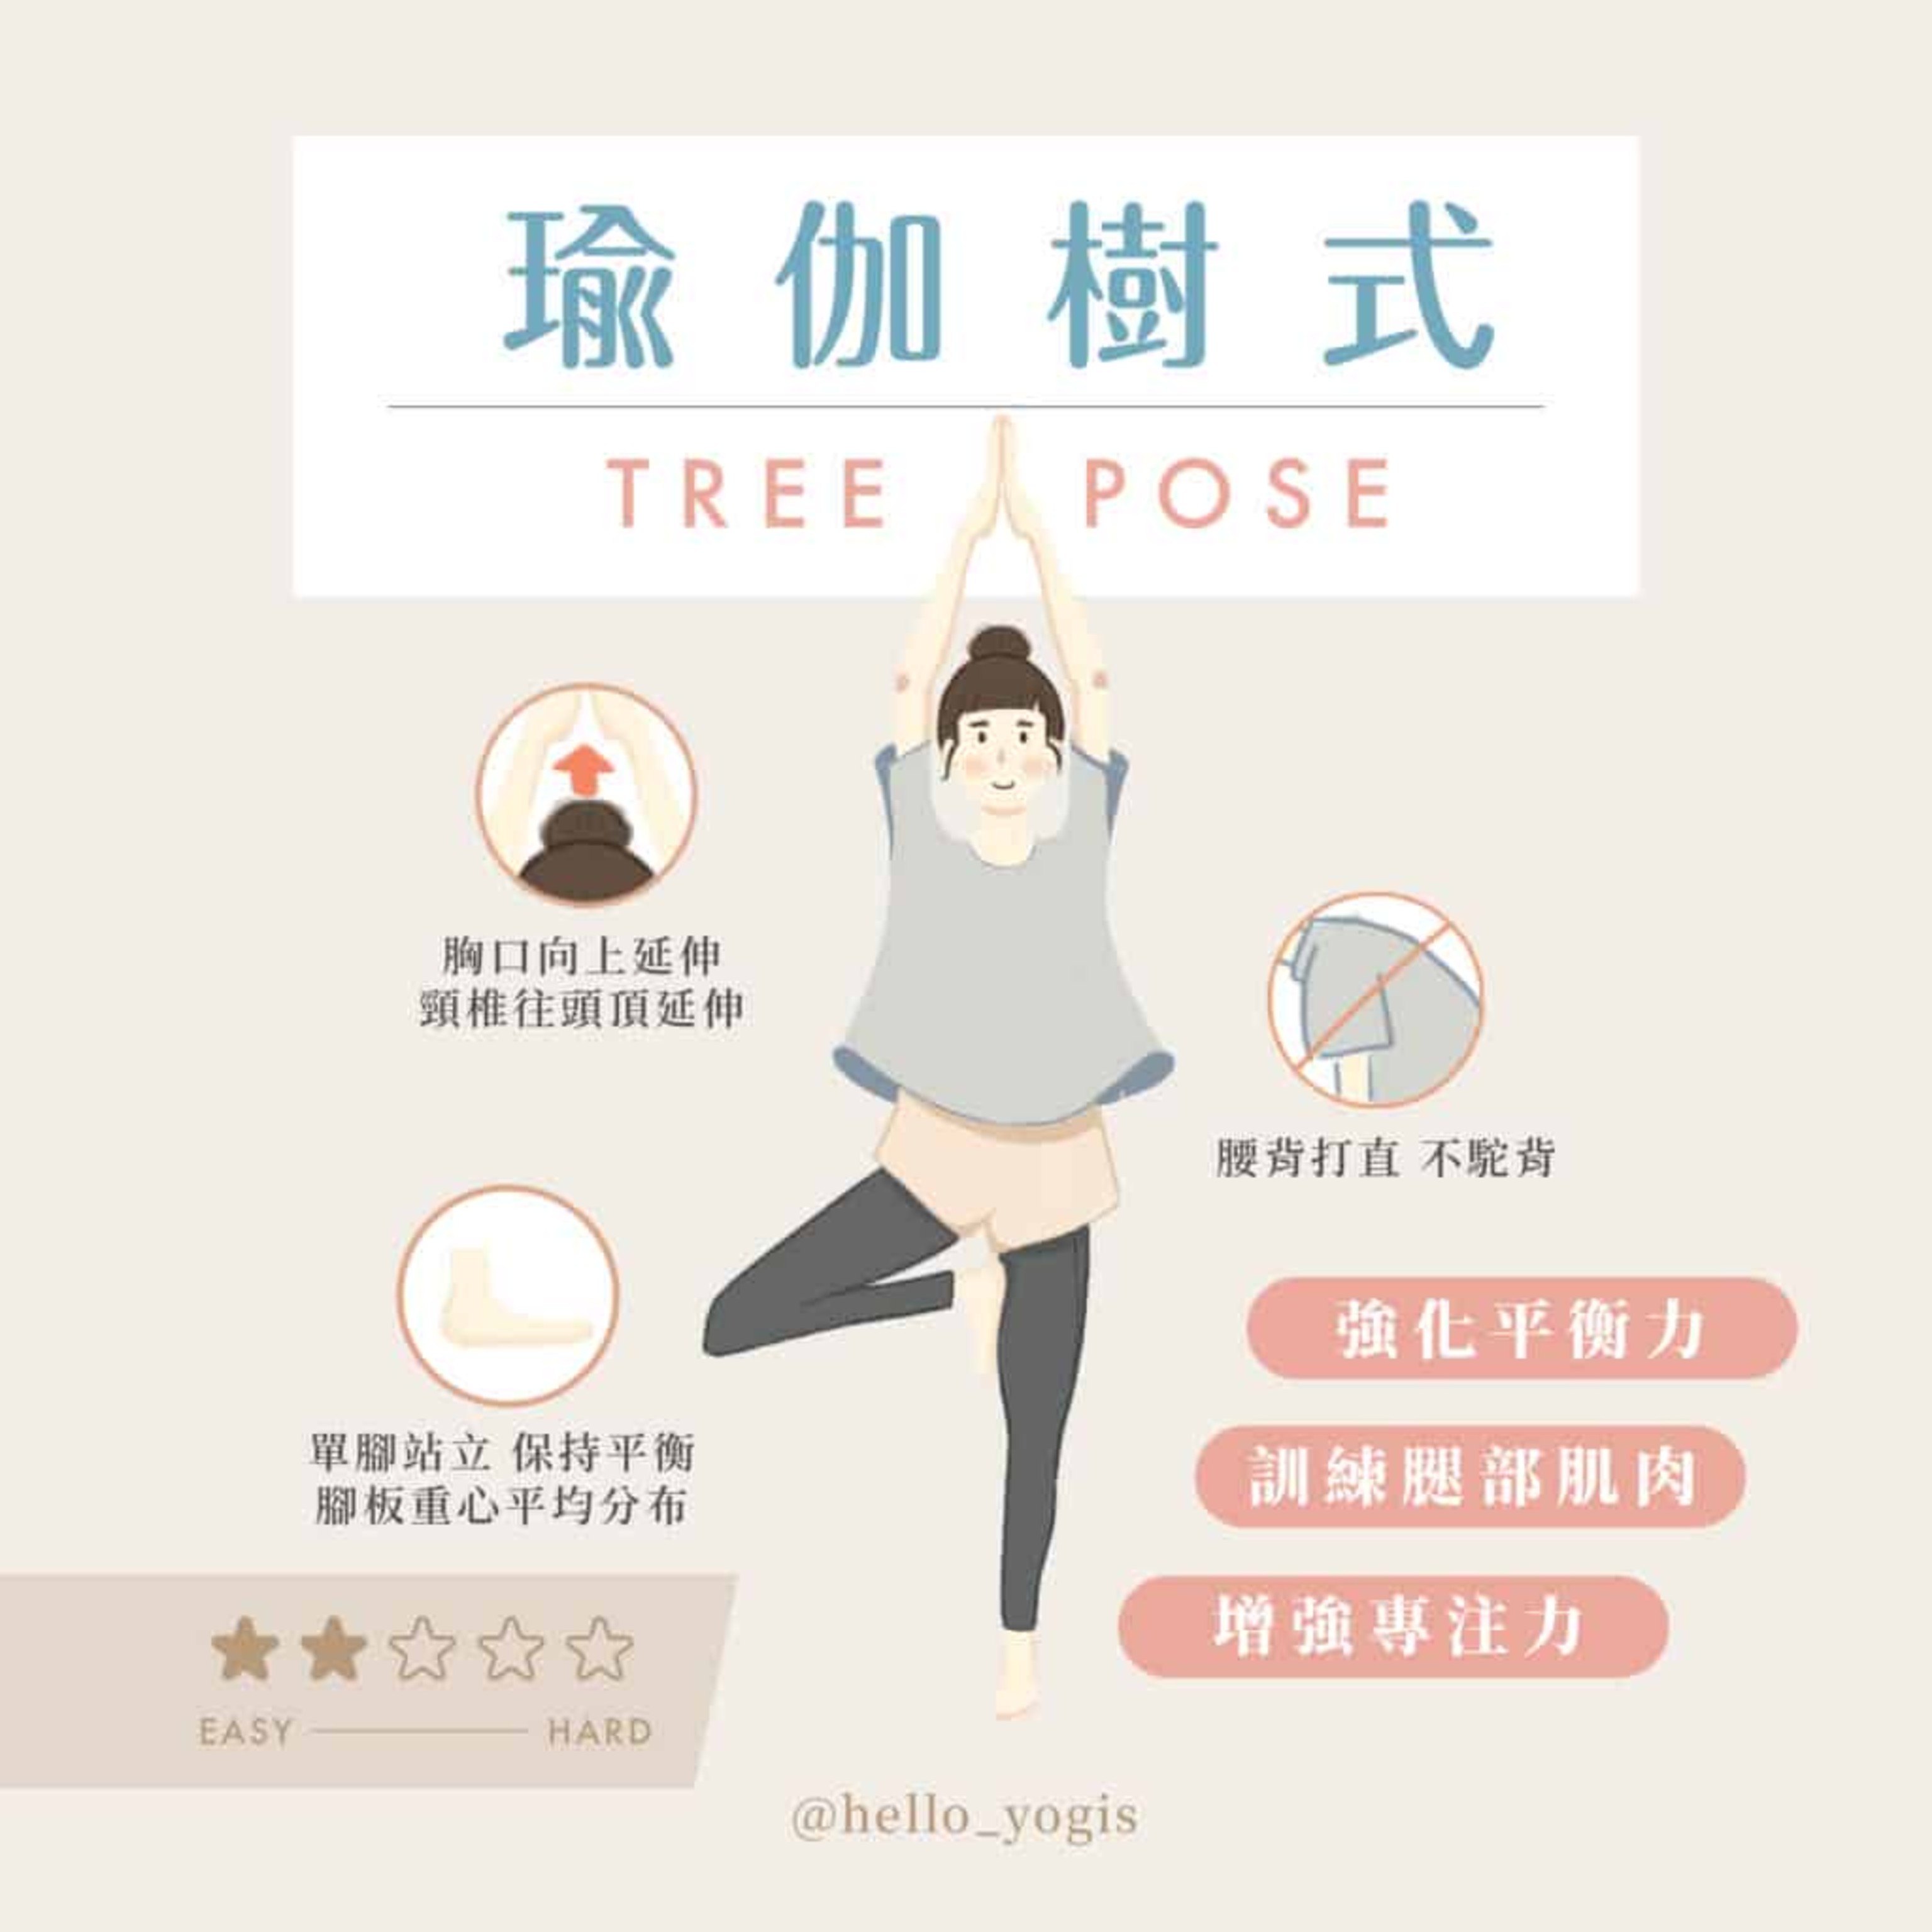 瑜伽樹式
TREE POSE
胸口向上延伸
頸椎往頭頂延伸
腰背打直 不駝背
單腳站立 保持平衡
腳板重心平均分布
強化平衡力
訓練腿部肌肉
增強專注力
EASY HARD
@hello_yogis